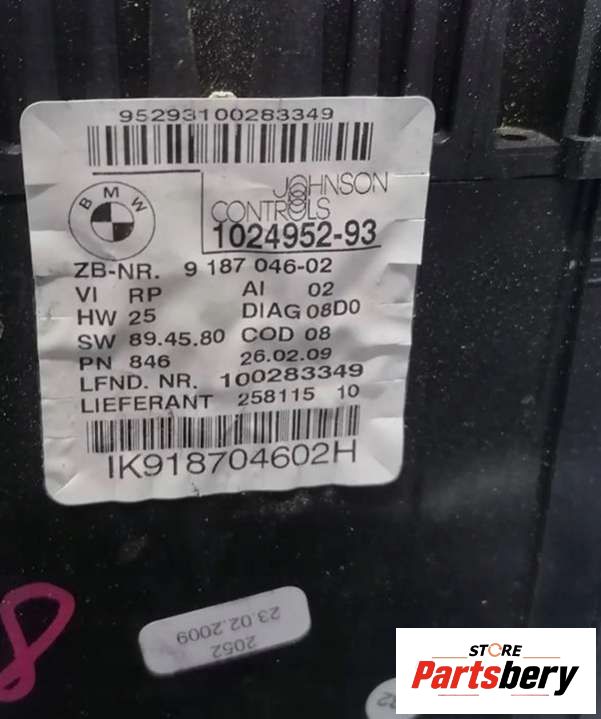 95293100283349
BMW
JOHNSON
CONTROLS
1024952-93
ZB-NR. 9 187 046-02
VI RP AI 02
HW 25 DIAG 08D0
SW 89.45.80 COD 08
PN 846 26.02.09
LFND. NR. 100283349
LIEFERANT 258115 10
IK918704602H
8
2052
23.02.2009
STORE
Partsbery